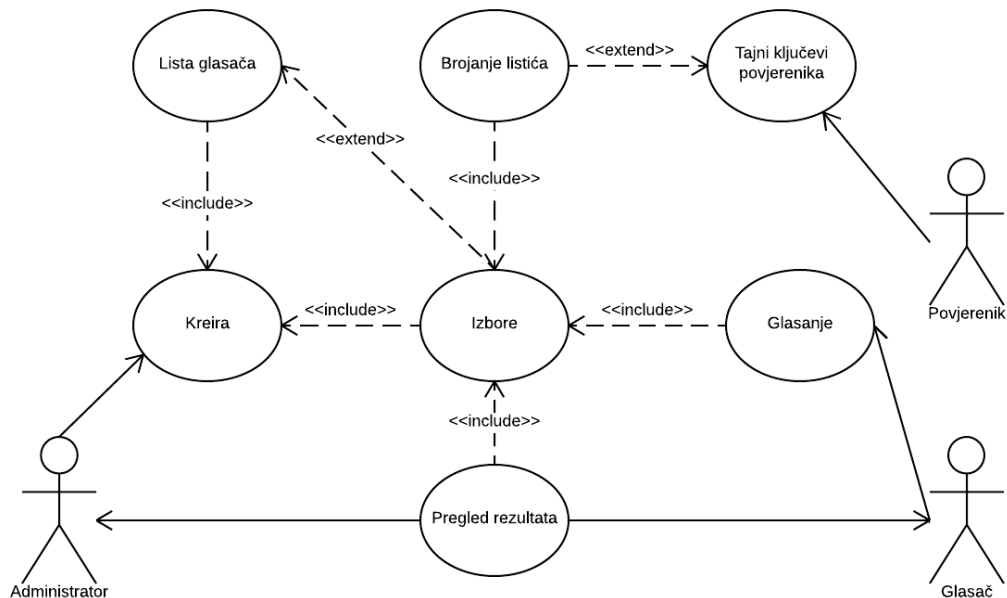 Lista glasača
Brojanje listića
<<extend>>
Tajni ključevi
povjerenika
<<extend>>
<<include>>
<<include>>
Kreira
<<include>>
Izbore
<<include>>
Glasanje
Povjerenik
<<include>>
Pregled rezultata
Administrator
Glasač